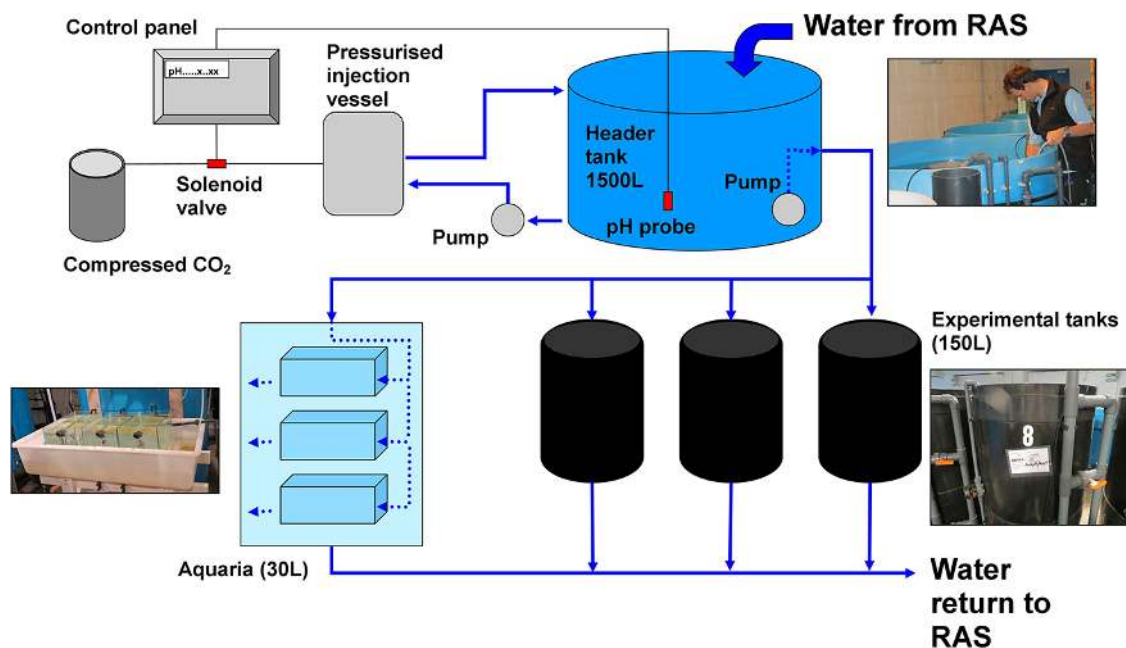 Control panel
pH.....x..xx
Pressurised
injection
vessel
Water from RAS
Header
tank
1500L
Pump
pH probe
Solenoid
valve
Pump
Compressed CO₂
Experimental tanks
(150L)
8
Aquaria (30L)
Water
return to
RAS